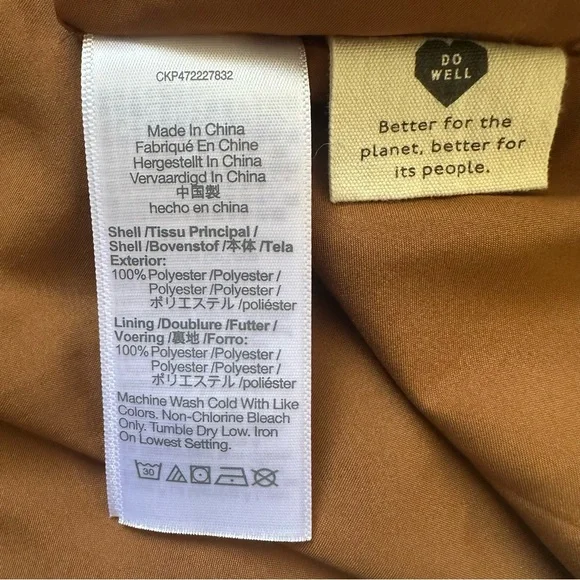 CKP472227832
Made In China
Fabriqué En Chine
Hergestellt In China
Vervaardigd In China
中国製
hecho en china
Shell /Tissu Principal /
Shell /Bovenstof /本体 /Tela
Exterior:
100% Polyester /Polyester /
Polyester /Polyester /
ポリエステル /poliéster
Lining /Doublure /Futter /
Voering /裏地 /Forro:
100% Polyester /Polyester /
Polyester /Polyester /
ポリエステル /poliéster
Machine Wash Cold With Like
Colors. Non-Chlorine Bleach
Only. Tumble Dry Low. Iron
On Lowest Setting.
30
DO
WELL
Better for the
planet, better for
its people.